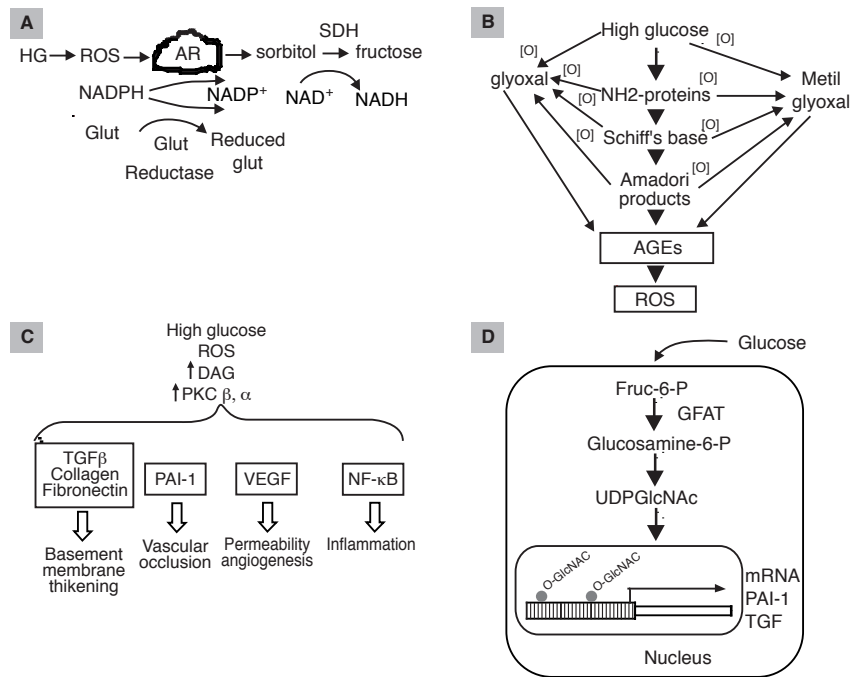 A
HG ROS AR sorbitol SDH fructose
NADPH NADP+ NAD+ NADH
Glut Glut Reduced
glut
Reductase
B
High glucose
[O] [O]
glyoxal Metil
glyoxal
[O] NH2-proteins [O]
[O] Schiff's base [O]
[O] Amadori [O]
products
AGEs
ROS
C
High glucose
ROS
DAG
PKC β, α
TGFβ
Collagen
Fibronectin
PAI-1
VEGF
NF-κB
Basement
membrane
thikening
Vascular
occlusion
Permeability
angiogenesis
Inflammation
D
Glucose
Fruc-6-P
GFAT
Glucosamine-6-P
UDPGlcNAc
O-GlcNAC O-GlcNAC
mRNA
PAI-1
TGF
Nucleus